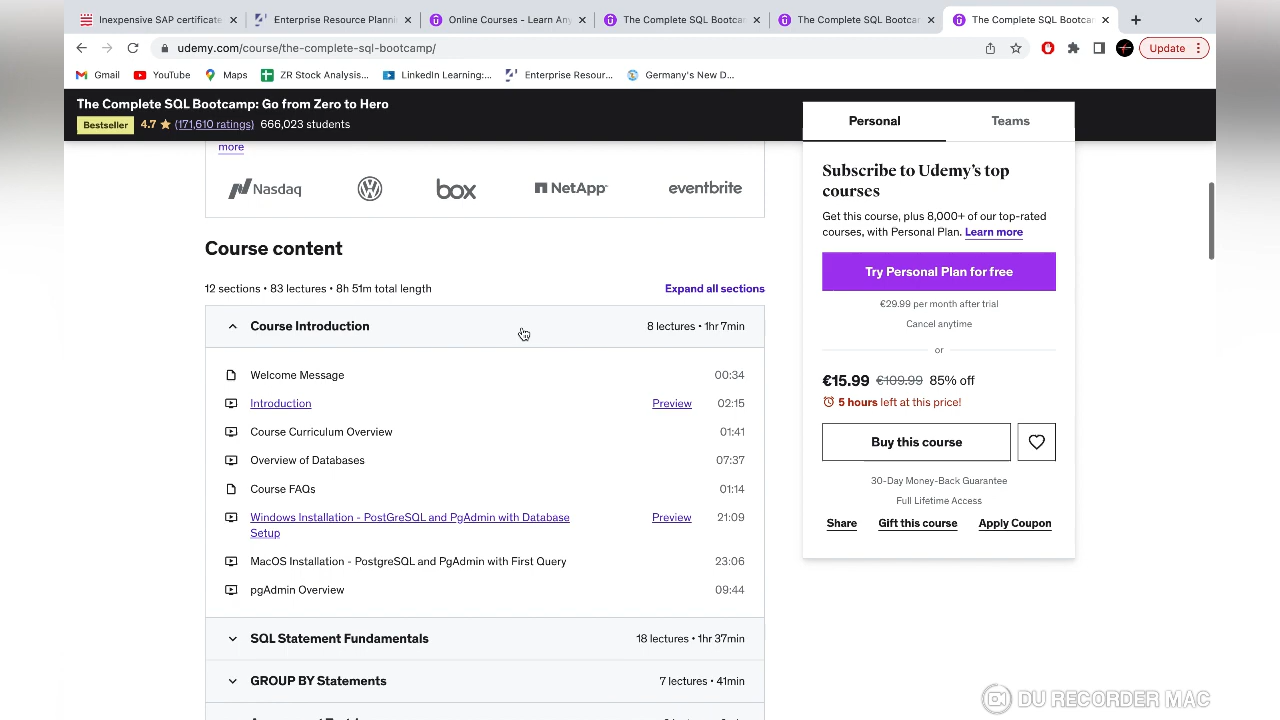 Inexpensive SAP certificate
Enterprise Resource Planni
Online Courses - Learn Any
The Complete SQL Bootcam
The Complete SQL Bootcam
The Complete SQL Bootcam
udemy.com/course/the-complete-sql-bootcamp/
Update
Gmail
YouTube
Maps
ZR Stock Analysis...
LinkedIn Learning:...
Enterprise Resour...
Germany's New D...
The Complete SQL Bootcamp: Go from Zero to Hero
Bestseller 4.7 (171,610 ratings) 666,023 students
more
Nasdaq
box
NetApp
eventbrite
Course content
12 sections • 83 lectures • 8h 51m total length
Expand all sections
Course Introduction 8 lectures • 1hr 7min
Welcome Message 00:34
Introduction Preview 02:15
Course Curriculum Overview 01:41
Overview of Databases 07:37
Course FAQs 01:14
Windows Installation - PostGreSQL and PgAdmin with Database Preview 21:09
Setup
MacOS Installation - PostgreSQL and PgAdmin with First Query 23:06
pgAdmin Overview 09:44
SQL Statement Fundamentals 18 lectures • 1hr 37min
GROUP BY Statements 7 lectures • 41min
Personal
Teams
Subscribe to Udemy's top
courses
Get this course, plus 8,000+ of our top-rated
courses, with Personal Plan. Learn more
Try Personal Plan for free
€29.99 per month after trial
Cancel anytime
or
€15.99 €109.99 85% off
5 hours left at this price!
Buy this course
30-Day Money-Back Guarantee
Full Lifetime Access
Share
Gift this course
Apply Coupon
DU RECORDER MAC